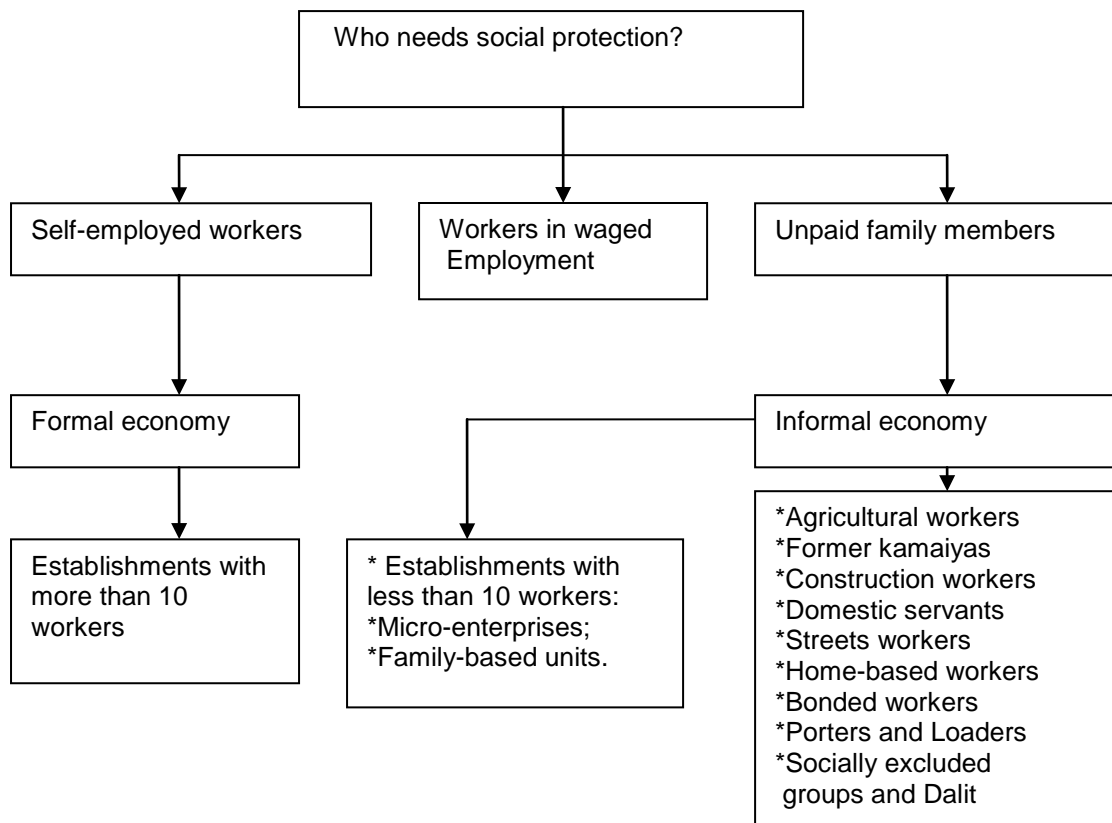 Who needs social protection?
Self-employed workers
Workers in waged
Employment
Unpaid family members
Formal economy
Informal economy
Establishments with
more than 10
workers
* Establishments with
less than 10 workers:
*Micro-enterprises;
*Family-based units.
*Agricultural workers
*Former kamaiyas
*Construction workers
*Domestic servants
*Streets workers
*Home-based workers
*Bonded workers
*Porters and Loaders
*Socially excluded
groups and Dalit